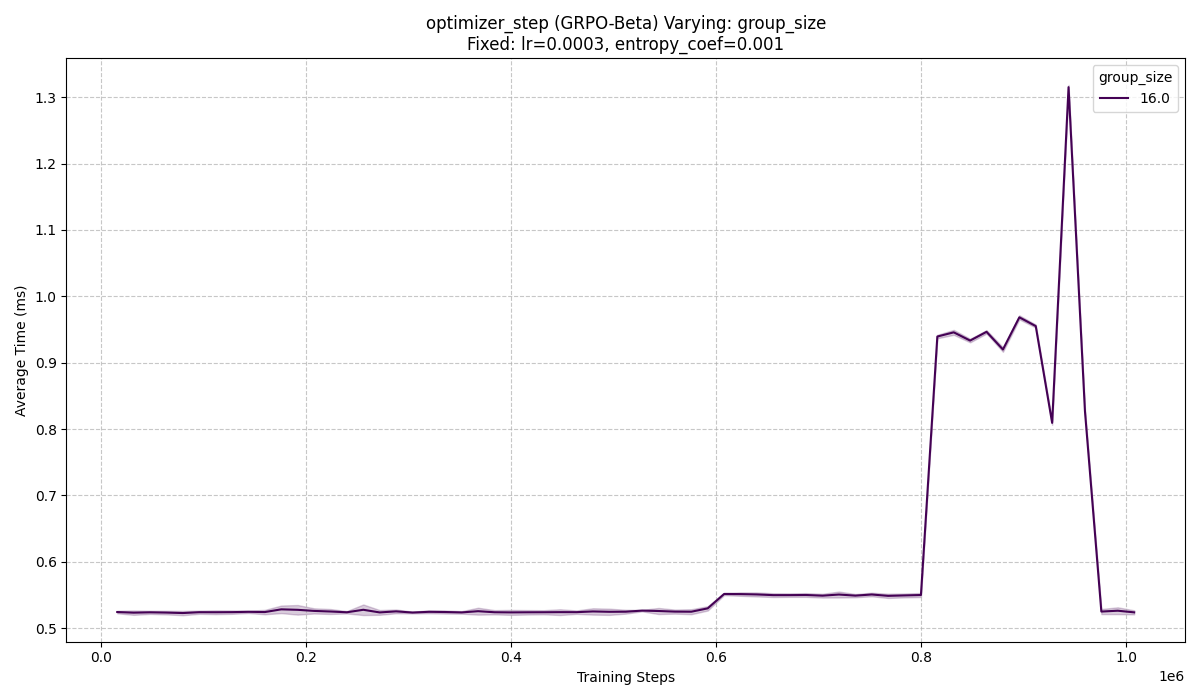 optimizer_step (GRPO-Beta) Varying: group_size
Fixed: lr=0.0003, entropy_coef=0.001
group_size
16.0
Average Time (ms)
1.3
1.2
1.1
1.0
0.9
0.8
0.7
0.6
0.5
0.0
0.2
0.4
0.6
0.8
1.0
1e6
Training Steps